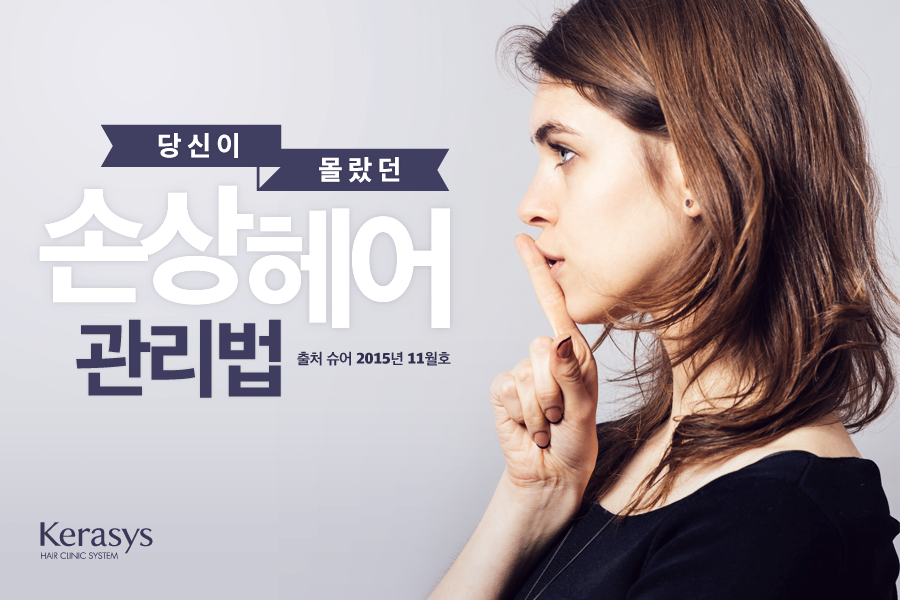 당신이
몰랐던
손상헤어
관리법
출처 슈어 2015년 11월호
Kerasys
HAIR CLINIC SYSTEM